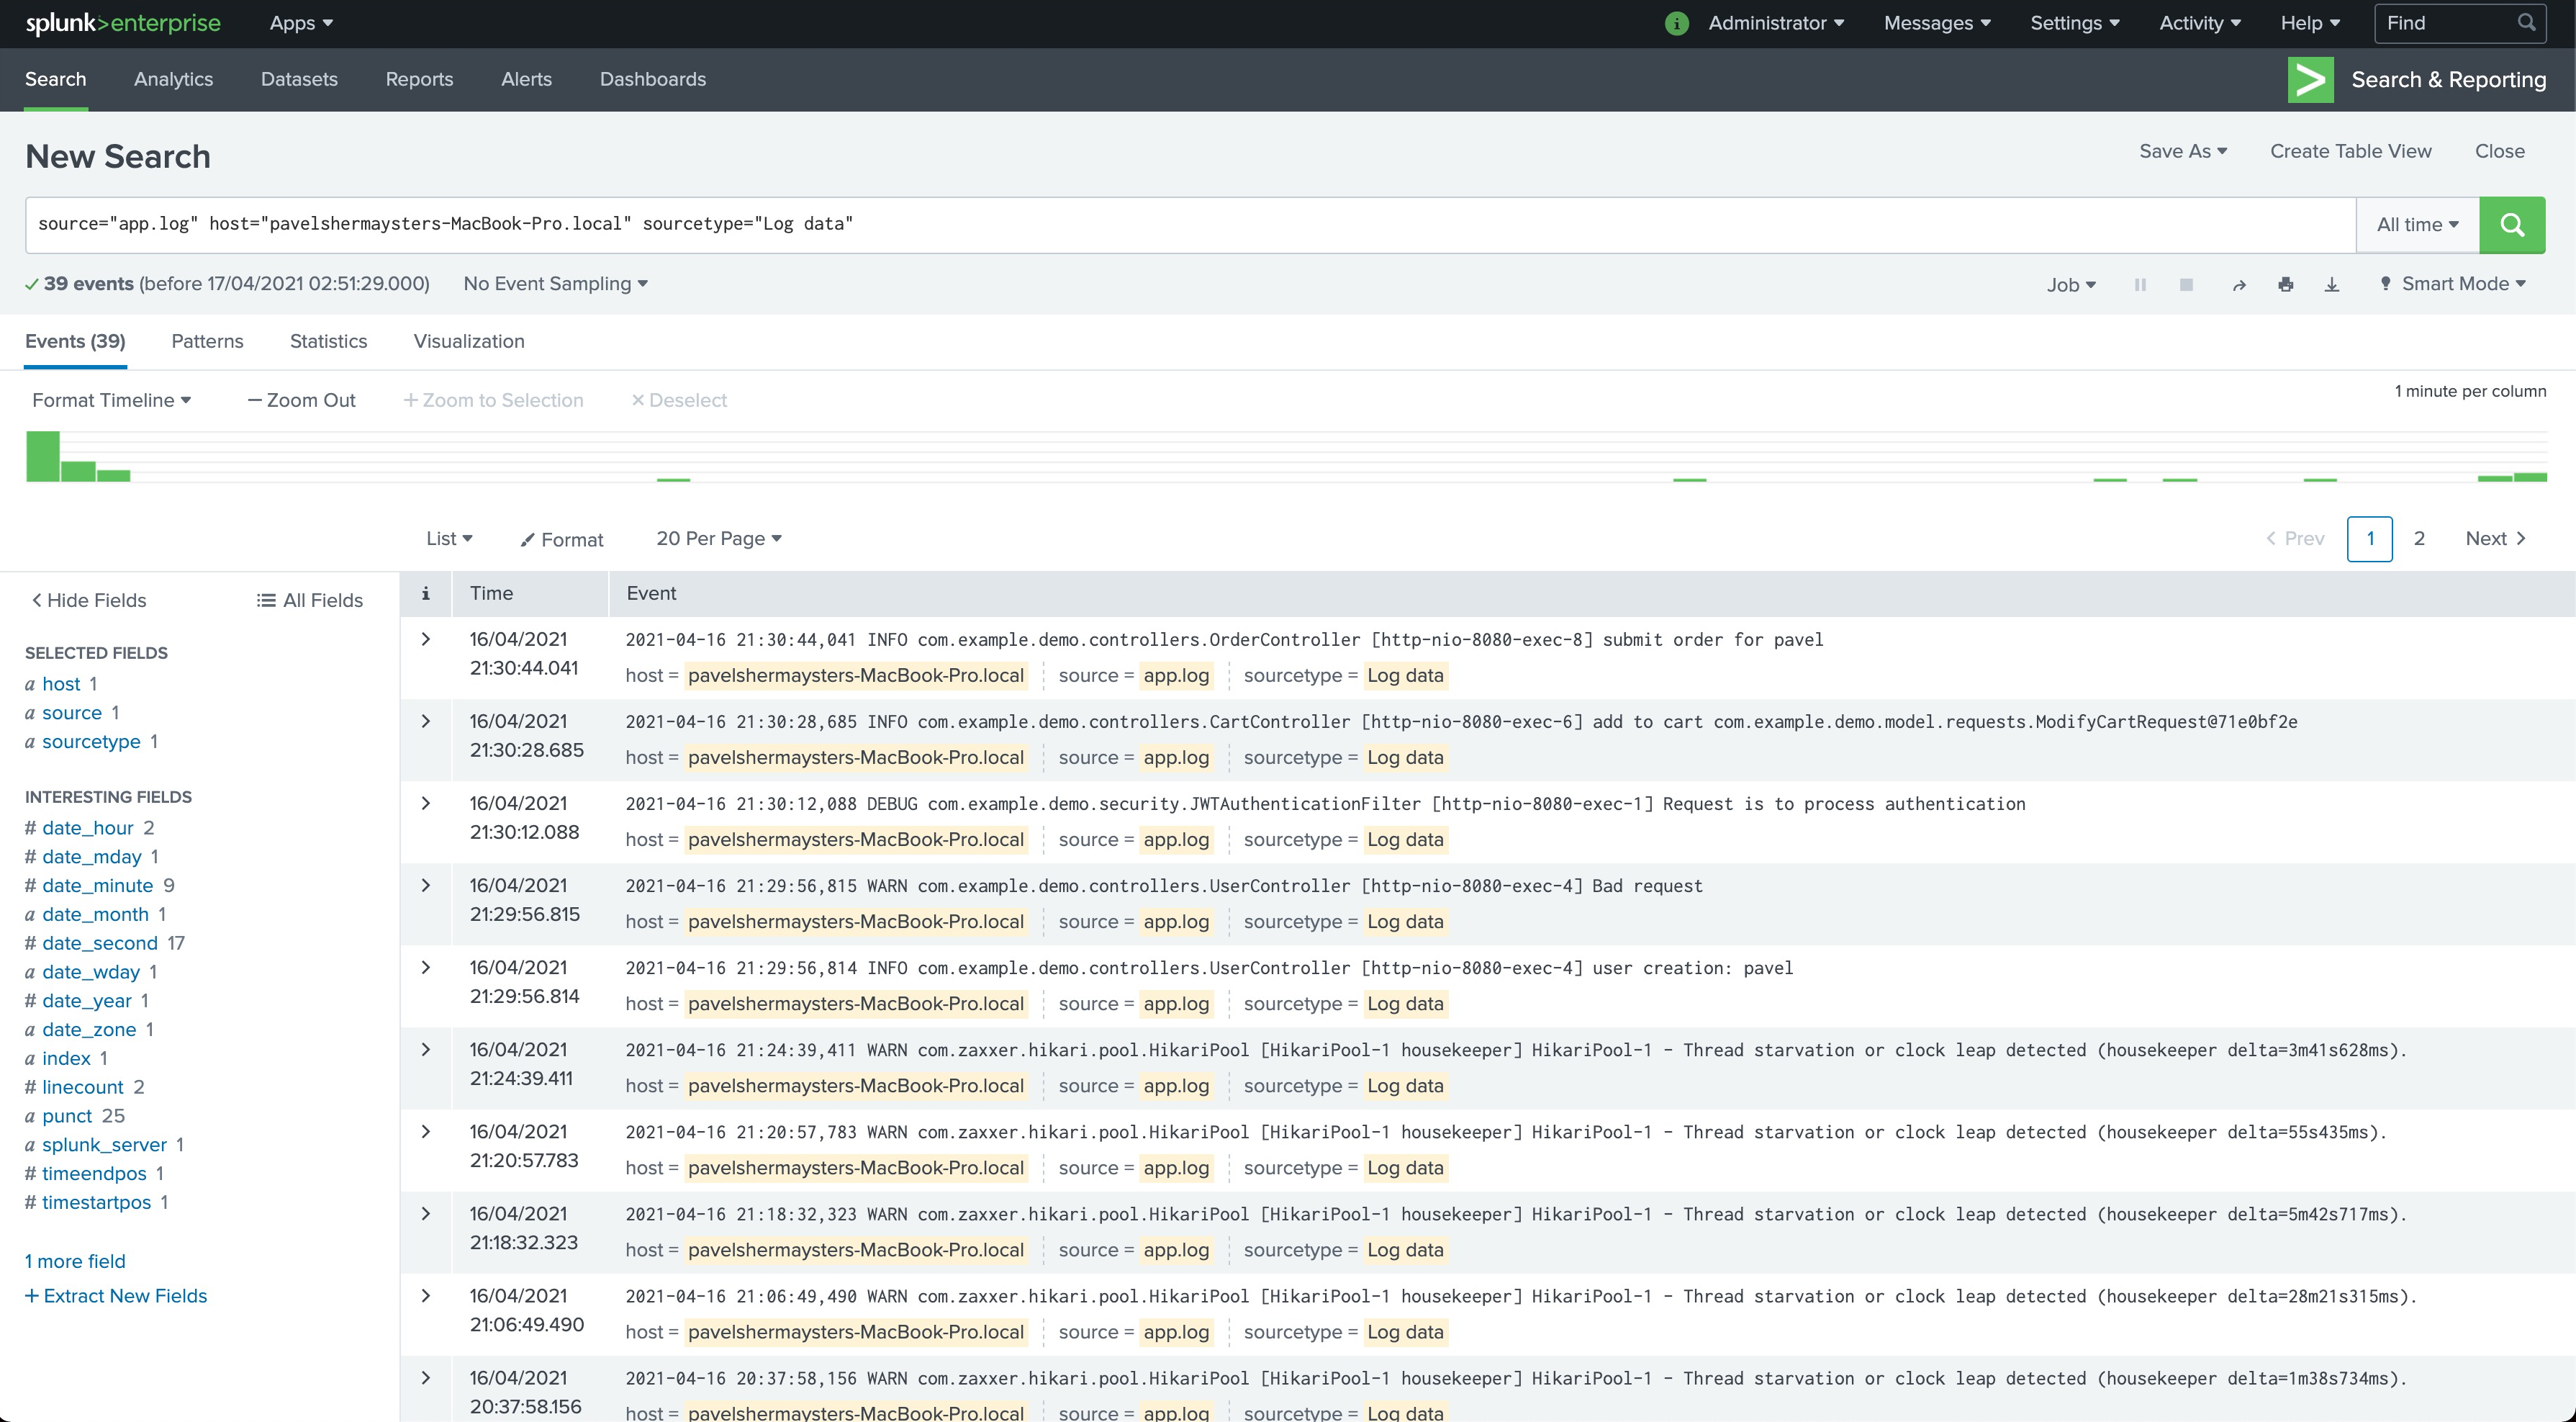 splunk>enterprise Apps Administrator Messages Settings Activity Help Find
Search Analytics Datasets Reports Alerts Dashboards Search & Reporting
New Search Save As Create Table View Close
source="app.log" host="pavelshermaysters-MacBook-Pro.local" sourcetype="Log data" All time
39 events (before 17/04/2021 02:51:29.000) No Event Sampling Job Smart Mode
Events (39) Patterns Statistics Visualization
Format Timeline — Zoom Out + Zoom to Selection × Deselect 1 minute per column
List Format 20 Per Page < Prev 1 2 Next >
< Hide Fields All Fields
SELECTED FIELDS
a host 1
a source 1
a sourcetype 1
INTERESTING FIELDS
# date_hour 2
# date_mday 1
# date_minute 9
a date_month 1
# date_second 17
a date_wday 1
# date_year 1
a date_zone 1
a index 1
# linecount 2
a punct 25
a splunk_server 1
# timeendpos 1
# timestartpos 1
1 more field
+ Extract New Fields
i Time Event
16/04/2021 2021-04-16 21:30:44,041 INFO com.example.demo.controllers.OrderController [http-nio-8080-exec-8] submit order for pavel
21:30:44.041 host = pavelshermaysters-MacBook-Pro.local source = app.log sourcetype = Log data
16/04/2021 2021-04-16 21:30:28,685 INFO com.example.demo.controllers.CartController [http-nio-8080-exec-6] add to cart com.example.demo.model.requests.ModifyCartRequest@71e0bf2e
21:30:28.685 host = pavelshermaysters-MacBook-Pro.local source = app.log sourcetype = Log data
16/04/2021 2021-04-16 21:30:12,088 DEBUG com.example.demo.security.JWTAuthenticationFilter [http-nio-8080-exec-1] Request is to process authentication
21:30:12.088 host = pavelshermaysters-MacBook-Pro.local source = app.log sourcetype = Log data
16/04/2021 2021-04-16 21:29:56,815 WARN com.example.demo.controllers.UserController [http-nio-8080-exec-4] Bad request
21:29:56.815 host = pavelshermaysters-MacBook-Pro.local source = app.log sourcetype = Log data
16/04/2021 2021-04-16 21:29:56,814 INFO com.example.demo.controllers.UserController [http-nio-8080-exec-4] user creation: pavel
21:29:56.814 host = pavelshermaysters-MacBook-Pro.local source = app.log sourcetype = Log data
16/04/2021 2021-04-16 21:24:39,411 WARN com.zaxxer.hikari.pool.HikariPool [HikariPool-1 housekeeper] HikariPool-1 - Thread starvation or clock leap detected (housekeeper delta=3m41s628ms).
21:24:39.411 host = pavelshermaysters-MacBook-Pro.local source = app.log sourcetype = Log data
16/04/2021 2021-04-16 21:20:57,783 WARN com.zaxxer.hikari.pool.HikariPool [HikariPool-1 housekeeper] HikariPool-1 - Thread starvation or clock leap detected (housekeeper delta=55s435ms).
21:20:57.783 host = pavelshermaysters-MacBook-Pro.local source = app.log sourcetype = Log data
16/04/2021 2021-04-16 21:18:32,323 WARN com.zaxxer.hikari.pool.HikariPool [HikariPool-1 housekeeper] HikariPool-1 - Thread starvation or clock leap detected (housekeeper delta=5m42s717ms).
21:18:32.323 host = pavelshermaysters-MacBook-Pro.local source = app.log sourcetype = Log data
16/04/2021 2021-04-16 21:06:49,490 WARN com.zaxxer.hikari.pool.HikariPool [HikariPool-1 housekeeper] HikariPool-1 - Thread starvation or clock leap detected (housekeeper delta=28m21s315ms).
21:06:49.490 host = pavelshermaysters-MacBook-Pro.local source = app.log sourcetype = Log data
16/04/2021 2021-04-16 20:37:58,156 WARN com.zaxxer.hikari.pool.HikariPool [HikariPool-1 housekeeper] HikariPool-1 - Thread starvation or clock leap detected (housekeeper delta=1m38s734ms).
20:37:58.156 host = pavelshermaysters-MacBook-Pro.local source = app.log sourcetype = Log data